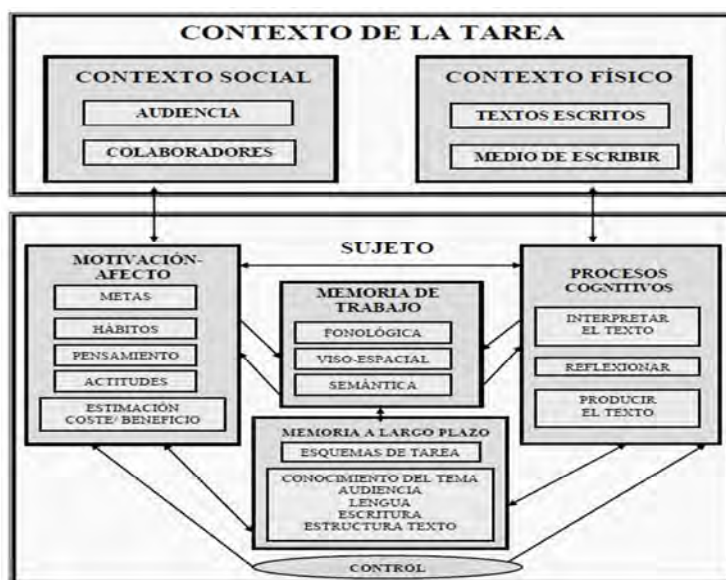 CONTEXTO DE LA TAREA
CONTEXTO SOCIAL
AUDIENCIA
COLABORADORES
CONTEXTO FÍSICO
TEXTOS ESCRITOS
MEDIO DE ESCRIBIR
SUJETO
MOTIVACIÓN-
AFECTO
METAS
HÁBITOS
PENSAMIENTO
ACTITUDES
ESTIMACIÓN
COSTE/ BENEFICIO
MEMORIA DE
TRABAJO
FONOLÓGICA
VISO-ESPACIAL
SEMÁNTICA
PROCESOS
COGNITIVOS
INTERPRETAR
EL TEXTO
REFLEXIONAR
PRODUCIR
EL TEXTO
MEMORIA A LARGO PLAZO
ESQUEMAS DE TAREA
CONOCIMIENTO DEL TEMA
AUDIENCIA
LENGUA
ESCRITURA
ESTRUCTURA TEXTO
CONTROL